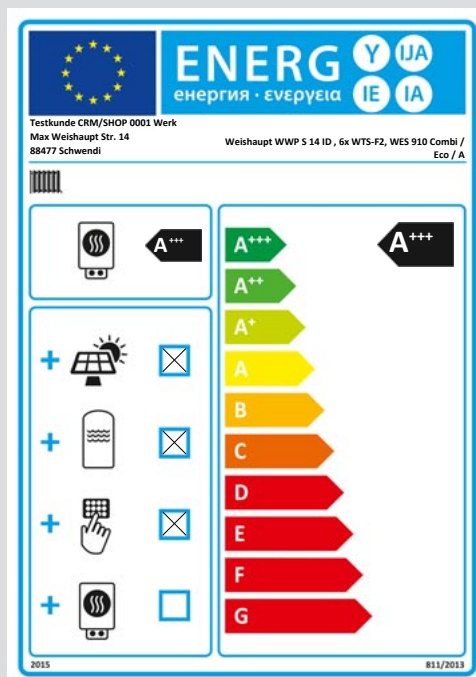 ENERG
Y IJA
енергия · ενεργεια
IE IA
Testkunde CRM/SHOP 0001 Werk
Max Weishaupt Str. 14
88477 Schwendi
Weishaupt WWP S 14 ID , 6x WTS-F2, WES 910 Combi /
Eco / A
A+++
A+++
A+++
A++
A+
A
B
C
D
E
F
G
+
+
+
+
2015
811/2013